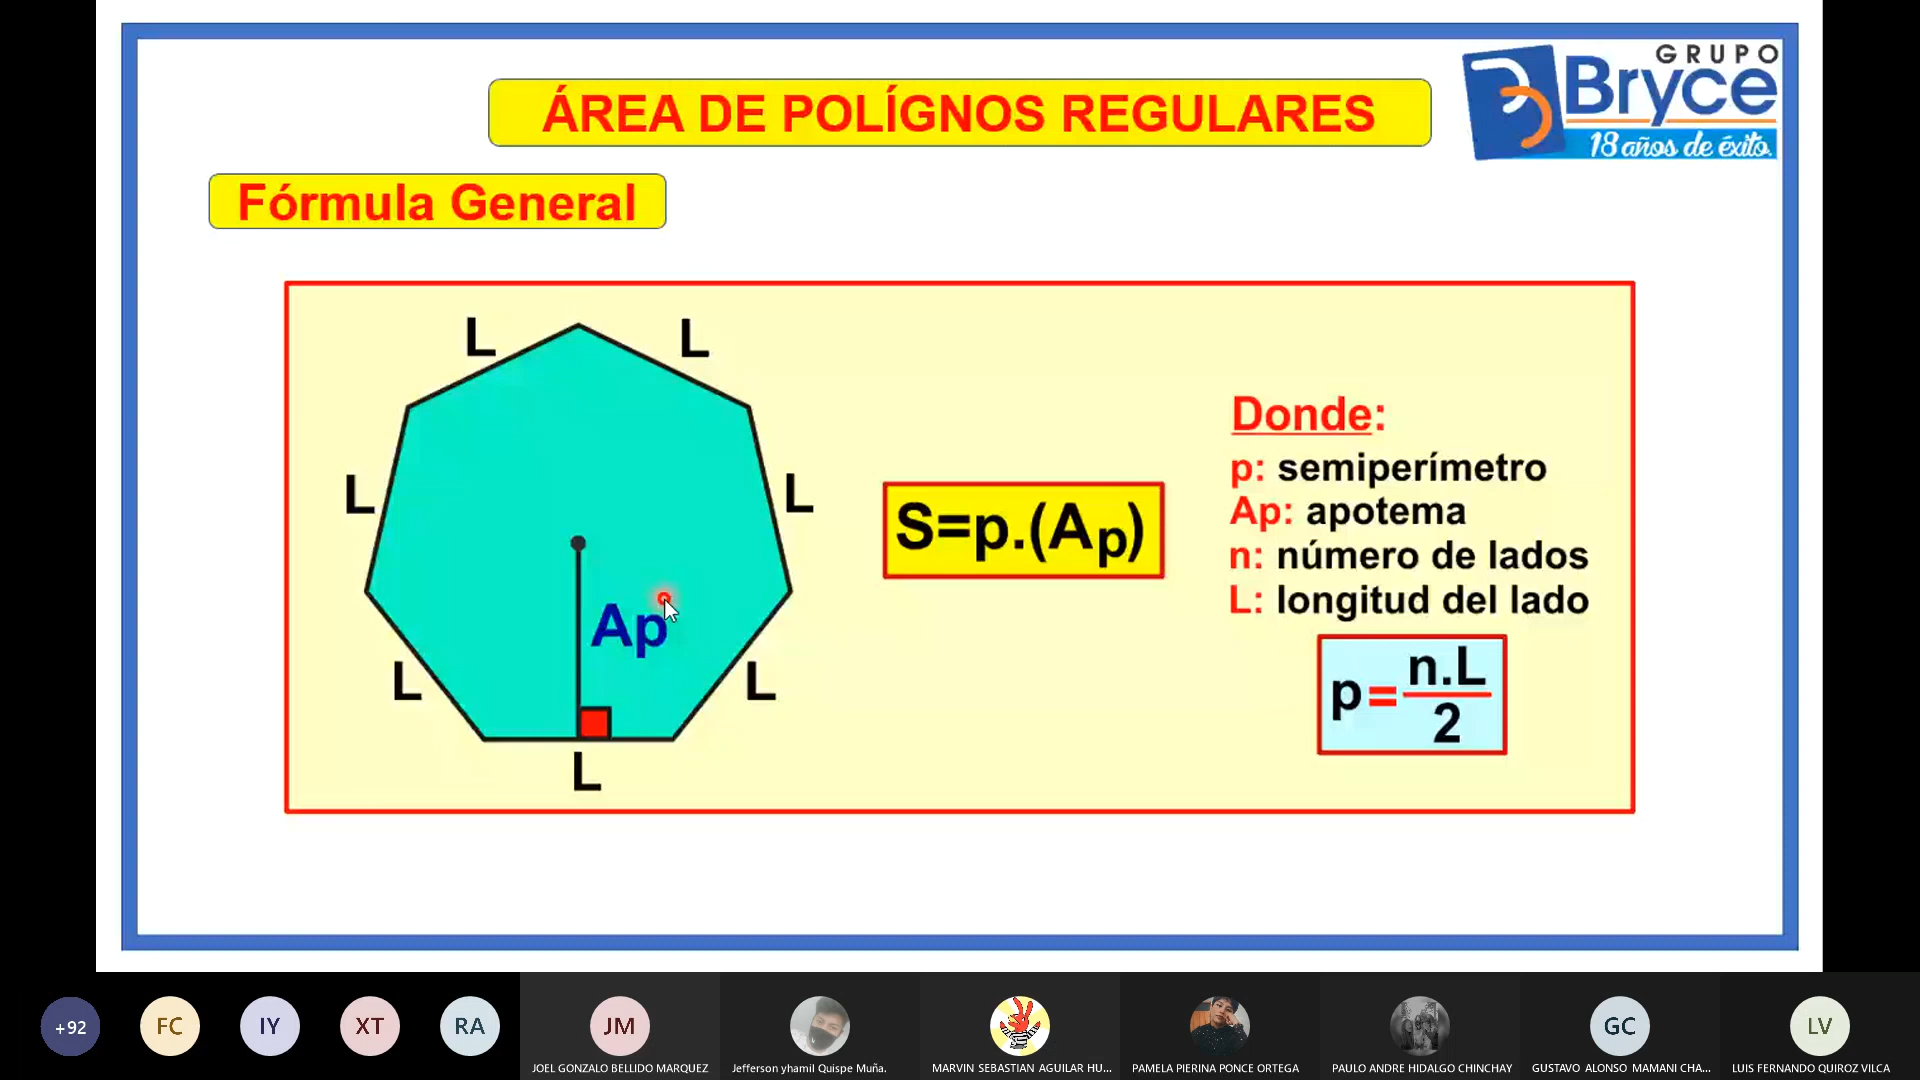 GRUPO
Bryce
18 años de éxito.
ÁREA DE POLÍGNOS REGULARES
Fórmula General
L
L
L
L
L
L
L
Ap
S=p.(Ap)
Donde:
p: semiperímetro
Ap: apotema
n: número de lados
L: longitud del lado
p=n.L
2
+92
FC
IY
XT
RA
JM
GC
LV
JOEL GONZALO BELLIDO MARQUEZ
Jefferson yhamil Quispe Muña.
MARVIN SEBASTIAN AGUILAR HU...
PAMELA PIERINA PONCE ORTEGA
PAULO ANDRE HIDALGO CHINCHAY
GUSTAVO ALONSO MAMANI CHA...
LUIS FERNANDO QUIROZ VILCA